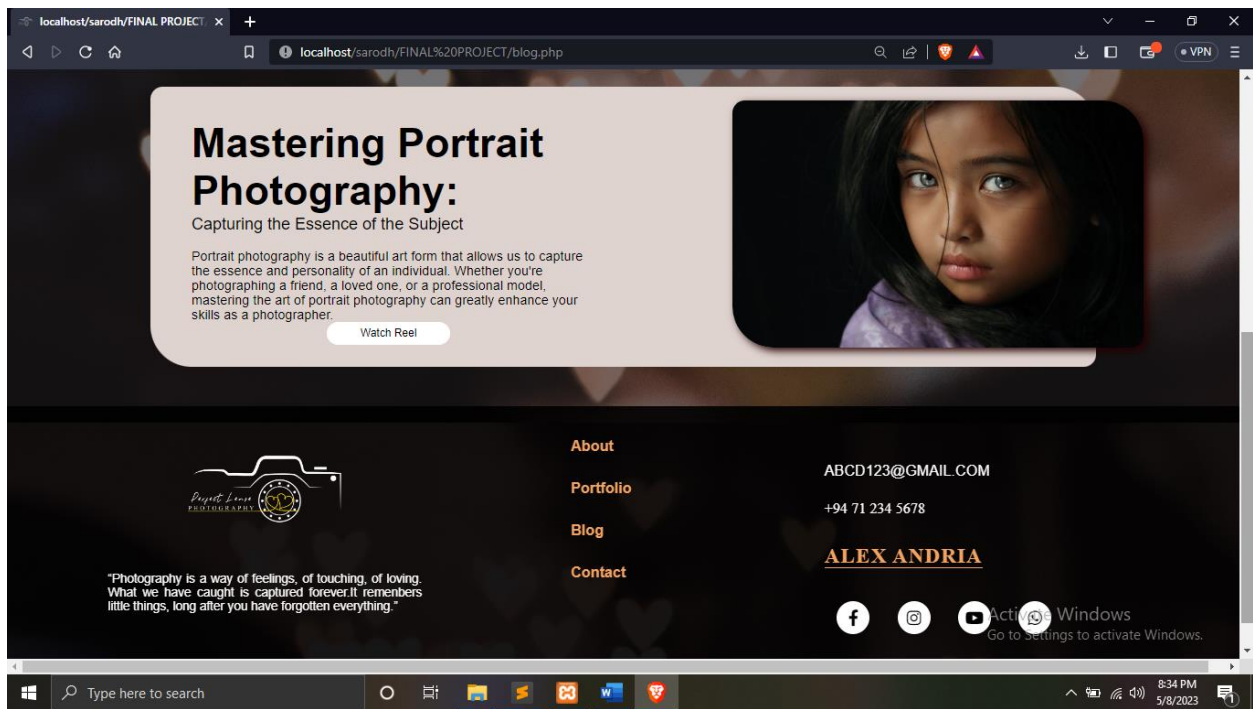 localhost/sarodh/FINAL PROJECT/
localhost/sarodh/FINAL%20PROJECT/blog.php
VPN
Mastering Portrait
Photography:
Capturing the Essence of the Subject
Portrait photography is a beautiful art form that allows us to capture
the essence and personality of an individual. Whether you're
photographing a friend, a loved one, or a professional model,
mastering the art of portrait photography can greatly enhance your
skills as a photographer.
Watch Reel
Perfect Lense
PHOTOGRAPHY
"Photography is a way of feelings, of touching, of loving.
What we have caught is captured forever.It remenbers
little things, long after you have forgotten everything."
About
Portfolio
Blog
Contact
ABCD123@GMAIL.COM
+94 71 234 5678
ALEX ANDRIA
Activate Windows
Go to Settings to activate Windows.
Type here to search
8:34 PM
5/8/2023